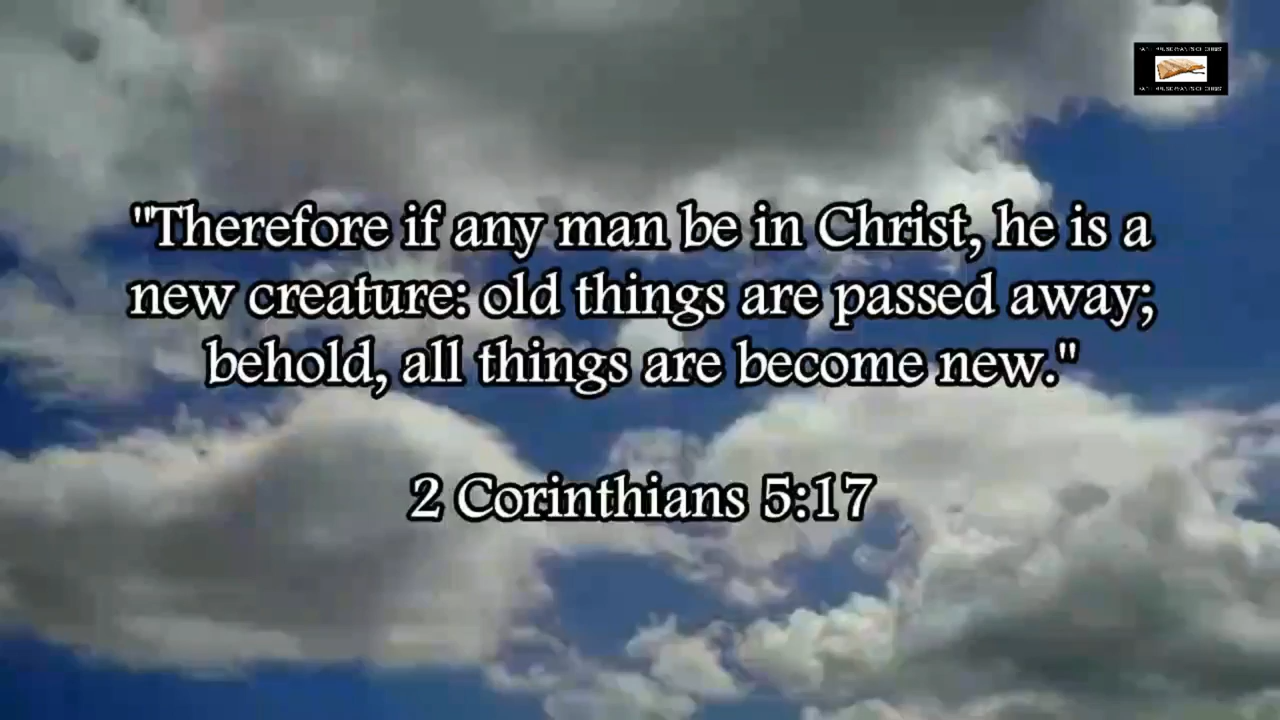 "Therefore if any man be in Christ, he is a
new creature: old things are passed away;
behold, all things are become new."
2 Corinthians 5:17